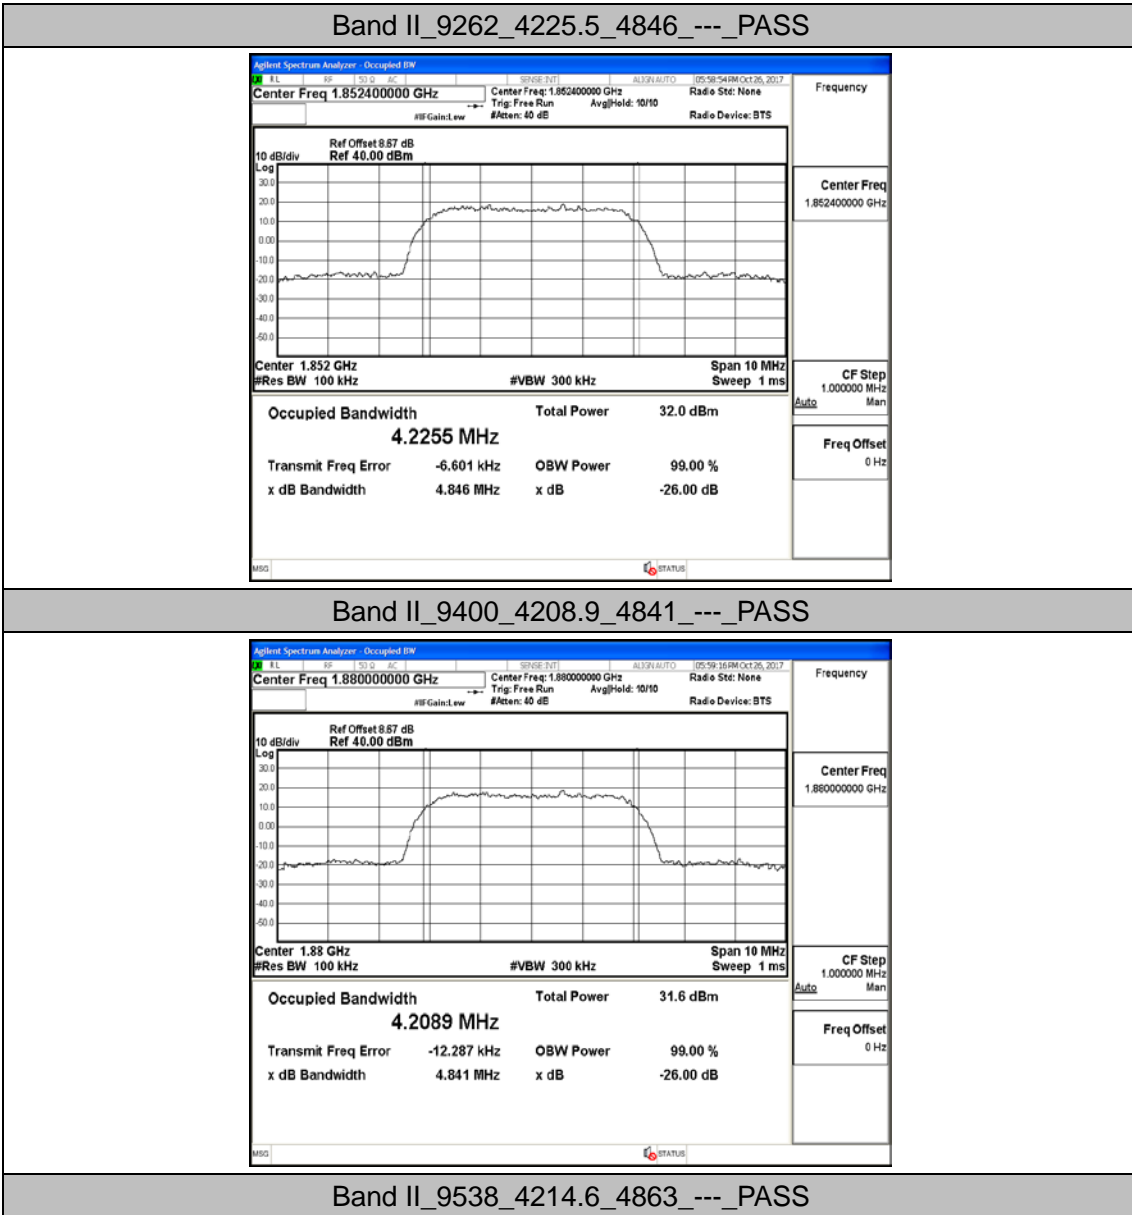 Band II_9262_4225.5_4846_---_PASS
Agilent Spectrum Analyzer - Occupied BW
RL RF 50 Ω AC SENSE:INT ALIGN AUTO 05:58:54 PM Oct 26, 2017
Center Freq 1.852400000 GHz
Center Freq: 1.852400000 GHz
Radio Std: None
Trig: Free Run Avg|Hold: 10/10
#IFGain:Low #Atten: 40 dB Radio Device: BTS
Frequency
Ref Offset 8.67 dB
10 dB/div Ref 40.00 dBm
Log
30.0
20.0
10.0
0.00
-10.0
-20.0
-30.0
-40.0
-50.0
Center Freq
1.852400000 GHz
Center 1.852 GHz Span 10 MHz
#Res BW 100 kHz #VBW 300 kHz Sweep 1 ms
CF Step
1.000000 MHz
Auto Man
Occupied Bandwidth Total Power 32.0 dBm
4.2255 MHz
Freq Offset
0 Hz
Transmit Freq Error -6.601 kHz OBW Power 99.00 %
x dB Bandwidth 4.846 MHz x dB -26.00 dB
MSG STATUS
Band II_9400_4208.9_4841_---_PASS
Agilent Spectrum Analyzer - Occupied BW
RL RF 50 Ω AC SENSE:INT ALIGN AUTO 05:59:16 PM Oct 26, 2017
Center Freq 1.880000000 GHz
Center Freq: 1.880000000 GHz
Radio Std: None
Trig: Free Run Avg|Hold: 10/10
#IFGain:Low #Atten: 40 dB Radio Device: BTS
Frequency
Ref Offset 8.67 dB
10 dB/div Ref 40.00 dBm
Log
30.0
20.0
10.0
0.00
-10.0
-20.0
-30.0
-40.0
-50.0
Center Freq
1.880000000 GHz
Center 1.88 GHz Span 10 MHz
#Res BW 100 kHz #VBW 300 kHz Sweep 1 ms
CF Step
1.000000 MHz
Auto Man
Occupied Bandwidth Total Power 31.6 dBm
4.2089 MHz
Freq Offset
0 Hz
Transmit Freq Error -12.287 kHz OBW Power 99.00 %
x dB Bandwidth 4.841 MHz x dB -26.00 dB
MSG STATUS
Band II_9538_4214.6_4863_---_PASS